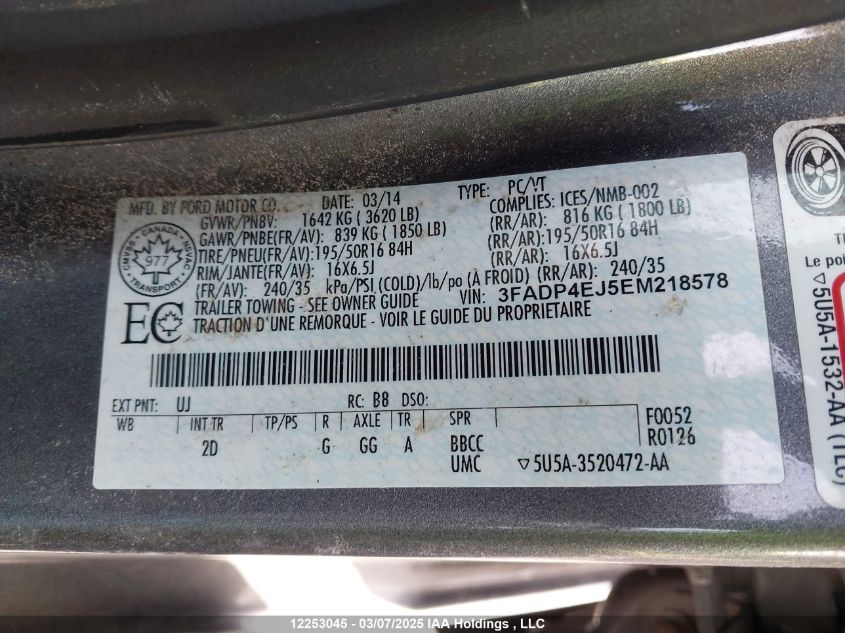 MFD. BY FORD MOTOR CO. DATE: 03/14 TYPE: PC/VT
GVWR/PNBV: 1642 KG ( 3620 LB) COMPLIES: ICES/NMB-002
GAWR/PNBE(FR/AV): 839 KG ( 1850 LB) (RR/AR): 816 KG ( 1800 LB)
TIRE/PNEU(FR/AV):195/50R16 84H (RR/AR):195/50R16 84H
RIM/JANTE(FR/AV): 16X6.5J (RR/AR): 16X6.5J
(FR/AV): 240/35 kPa/PSI,(COLD)/lb/po (À FROID) (RR/AR): 240/35
TRAILER TOWING - SEE OWNER GUIDE VIN: 3FADP4EJ5EM218578
TRACTION D'UNE REMORQUE - VOIR LE GUIDE DU PROPRIETAIRE
CANADA
NSVAC
977
TRANSPORT
EC
EXT PNT: UJ RC: B8 DSO:
WB INT TR TP/PS R AXLE TR SPR F0052
2D G GG A BBCC R0126
UMC ▽5U5A-3520472-AA
Le poi
▽5U5A-1532-AA (TLC)
12253045 - 03/07/2025 IAA Holdings , LLC